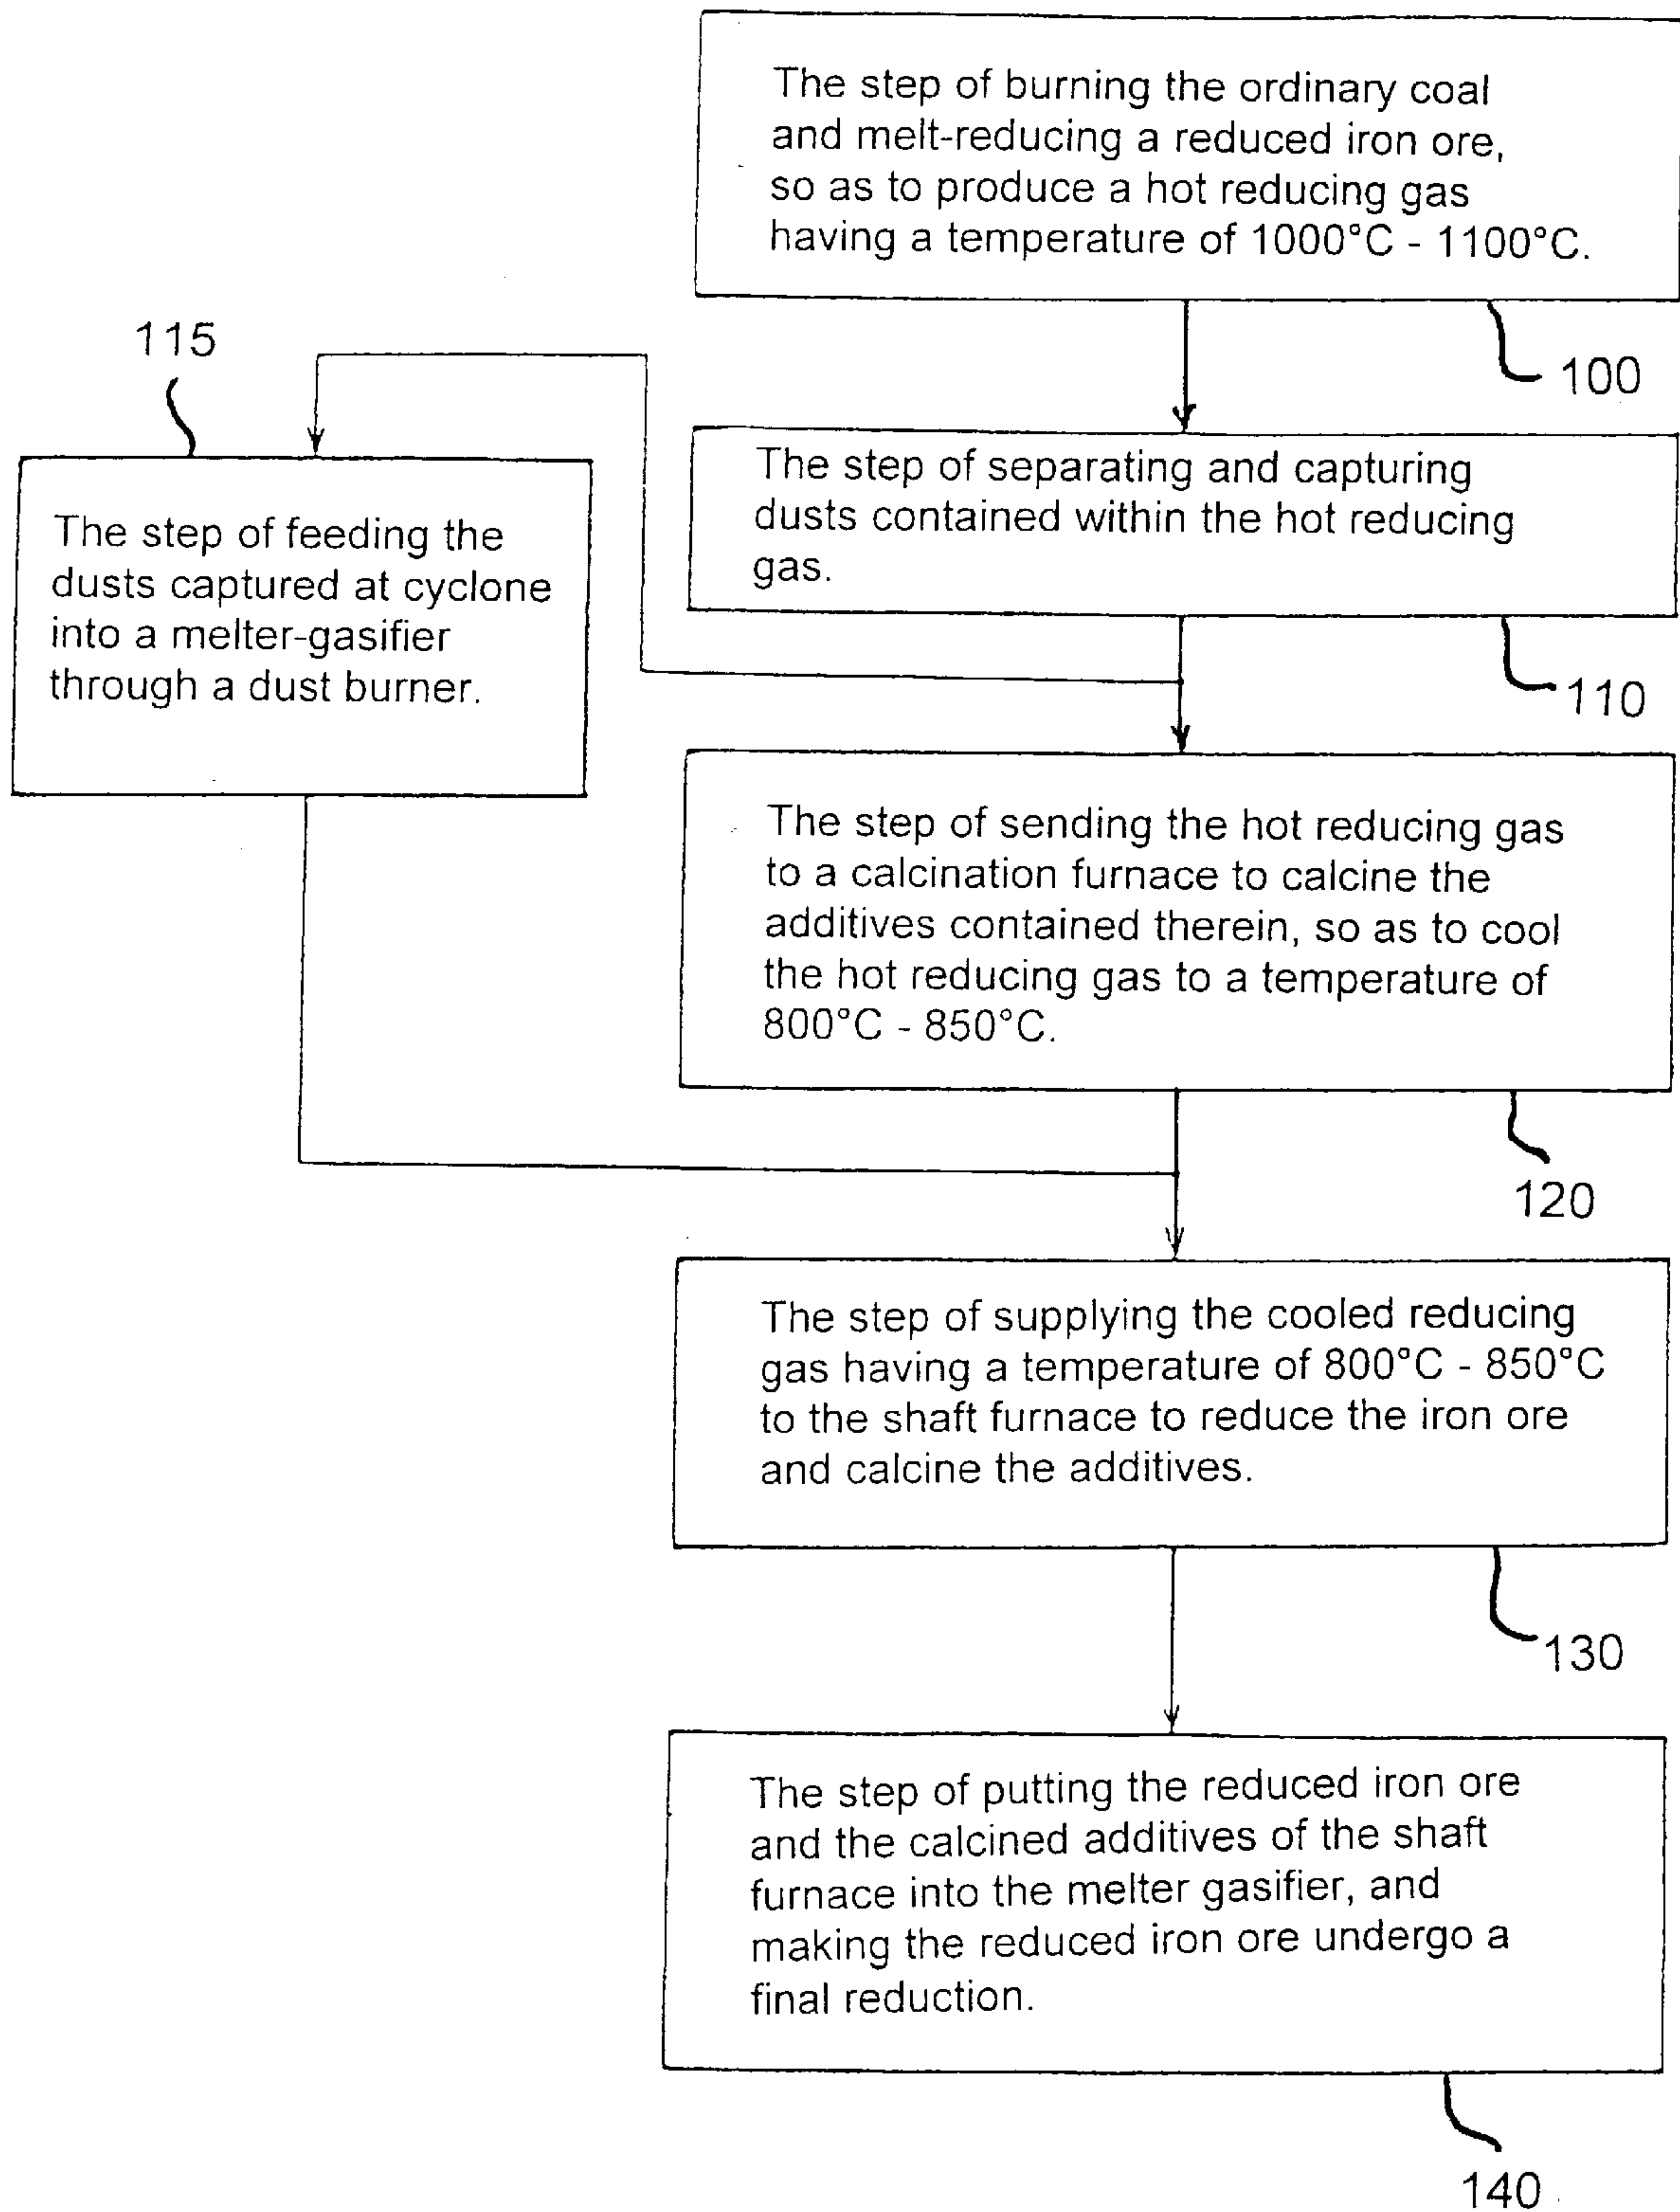 The step of burning the ordinary coal
and melt-reducing a reduced iron ore,
so as to produce a hot reducing gas
having a temperature of 1000°C - 1100°C.
100
115
The step of separating and capturing
dusts contained within the hot reducing
gas.
110
The step of feeding the
dusts captured at cyclone
into a melter-gasifier
through a dust burner.
The step of sending the hot reducing gas
to a calcination furnace to calcine the
additives contained therein, so as to cool
the hot reducing gas to a temperature of
800°C - 850°C.
120
The step of supplying the cooled reducing
gas having a temperature of 800°C - 850°C
to the shaft furnace to reduce the iron ore
and calcine the additives.
130
The step of putting the reduced iron ore
and the calcined additives of the shaft
furnace into the melter gasifier, and
making the reduced iron ore undergo a
final reduction.
140